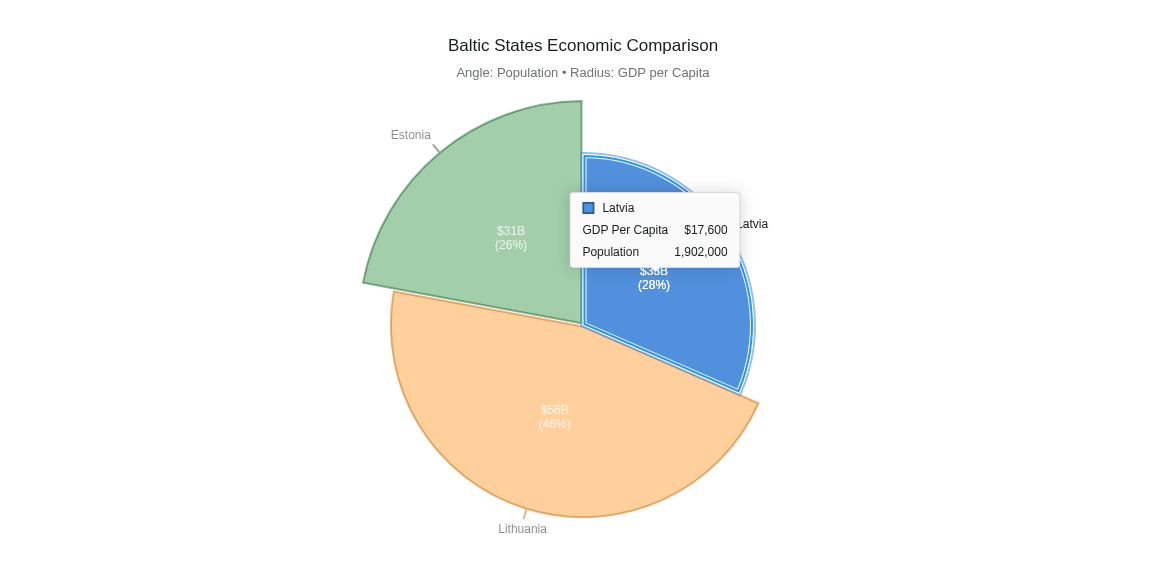 Baltic States Economic Comparison
Angle: Population • Radius: GDP per Capita
Estonia
$31B
(26%)
Latvia
GDP Per Capita $17,600
Population 1,902,000
Latvia
(28%)
$56B
(46%)
Lithuania